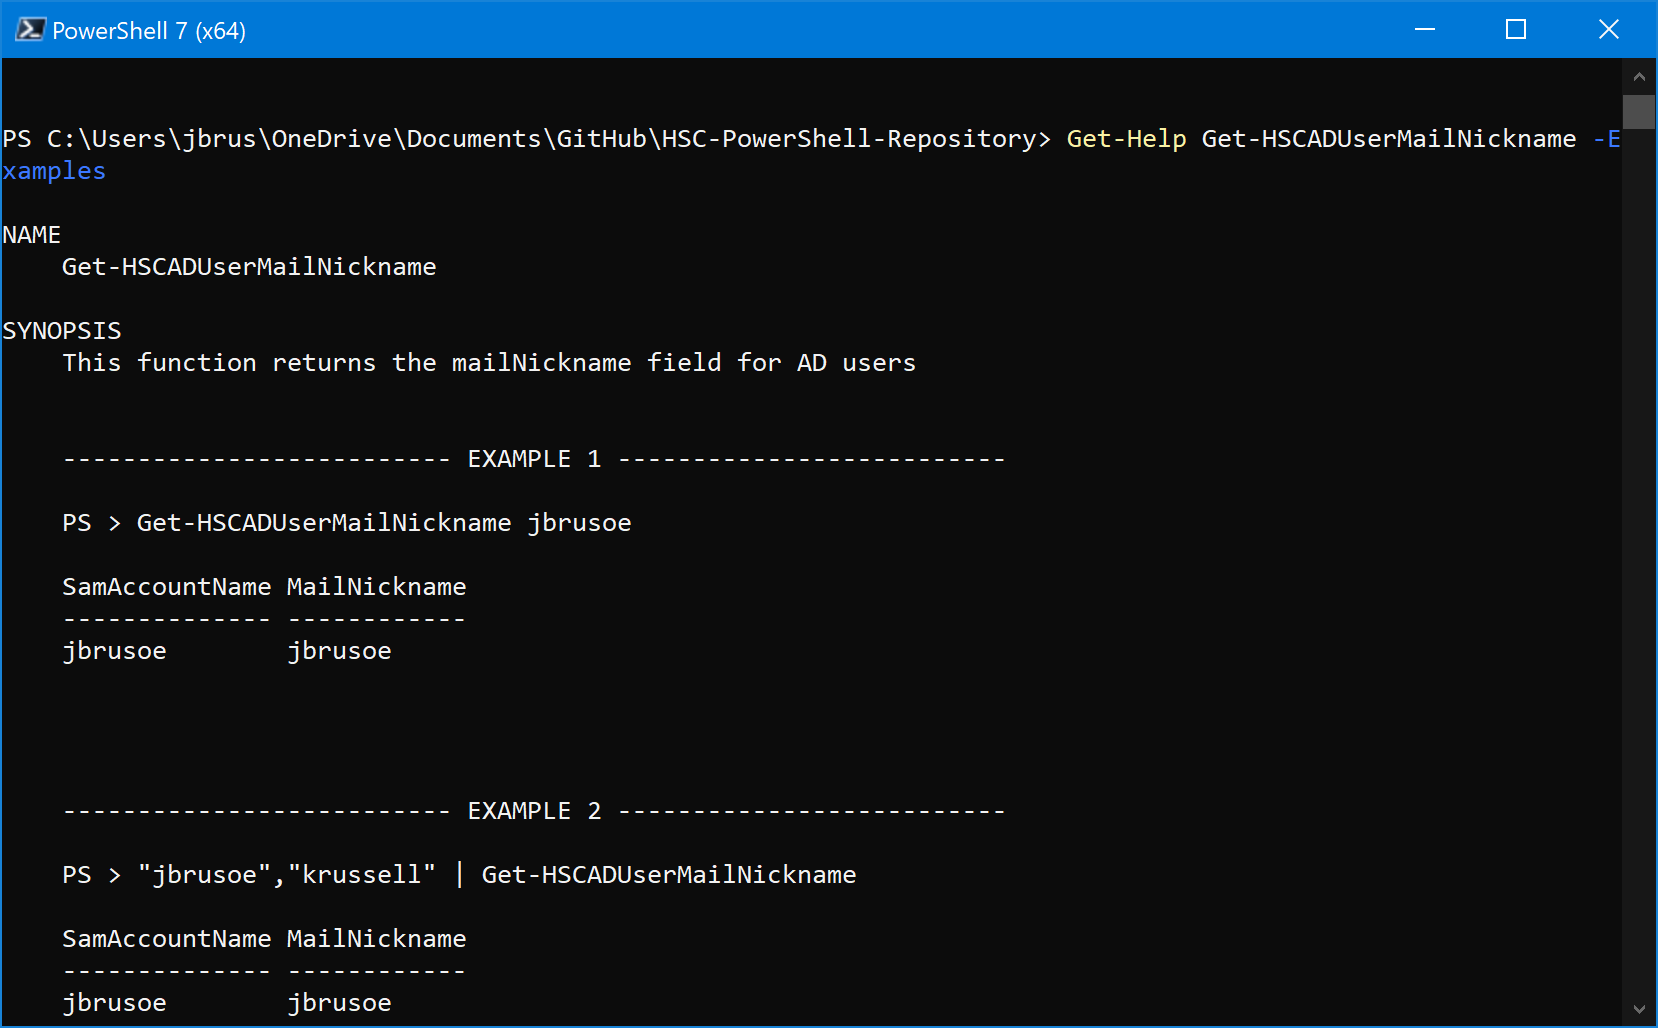 PowerShell 7 (x64)
PS C:\Users\jbrus\OneDrive\Documents\GitHub\HSC-PowerShell-Repository> Get-Help Get-HSCADUserMailNickname -E
xamples
NAME
    Get-HSCADUserMailNickname
SYNOPSIS
    This function returns the mailNickname field for AD users
    -------------------------- EXAMPLE 1 --------------------------
    PS > Get-HSCADUserMailNickname jbrusoe
    SamAccountName MailNickname
    -------------- ------------
    jbrusoe        jbrusoe
    -------------------------- EXAMPLE 2 --------------------------
    PS > "jbrusoe","krussell" | Get-HSCADUserMailNickname
    SamAccountName MailNickname
    -------------- ------------
    jbrusoe        jbrusoe